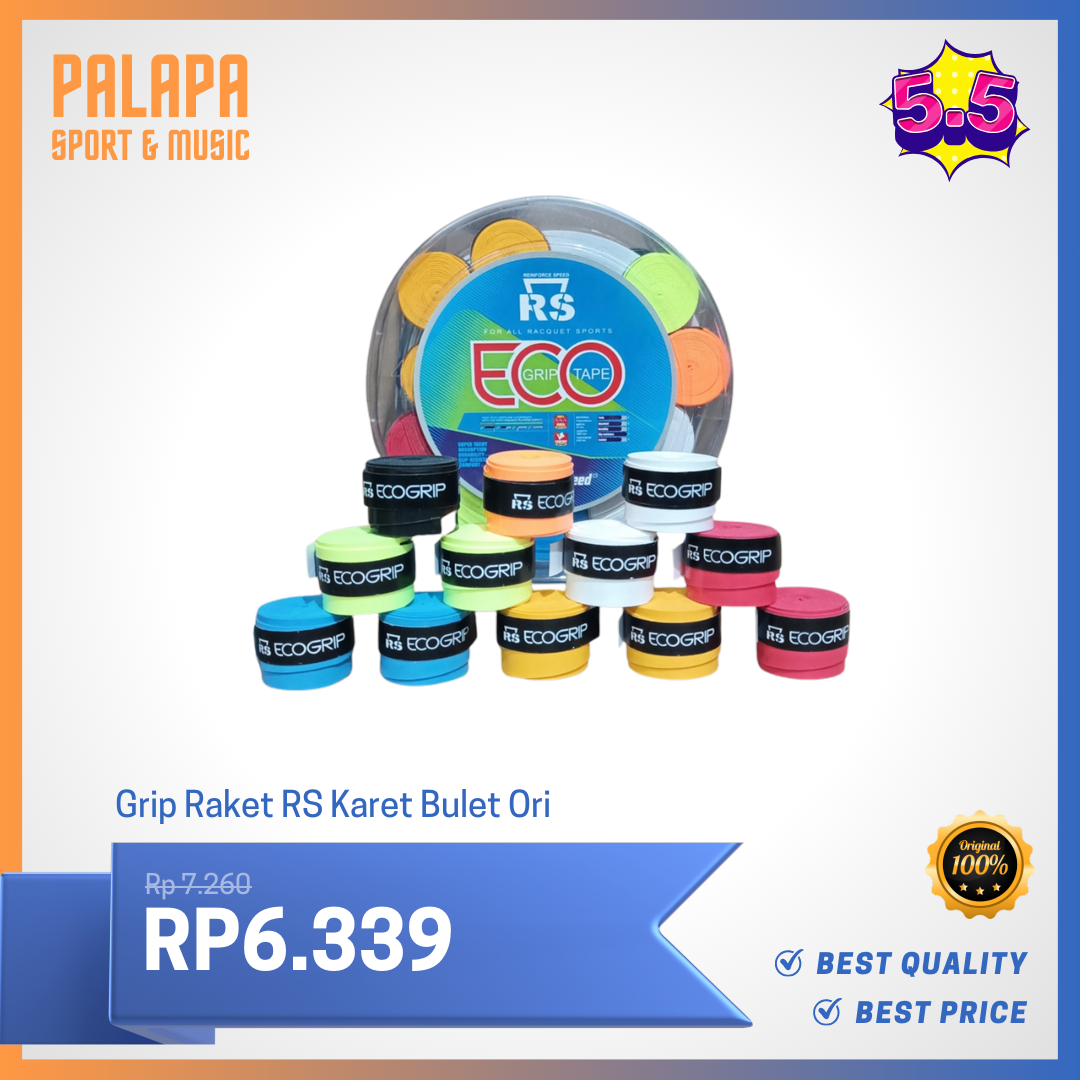 PALAPA
SPORT & MUSIC
5.5
REINFORCE SPEED
RS
FOR ALL RACQUET SPORTS
ECO
GRIP TAPE
RS ECOGRIP
RS ECOG
RS ECOGRIP
RS ECOGRIP
RS ECOGRIP
RS ECOGRIP
RS ECOGRIP
RS ECOGRIP
RS ECOGRIP
RS ECOGRIP
RS ECOGRIP
RS ECOGRIP
Grip Raket RS Karet Bulet Ori
Rp 7.260
RP6.339
Original
100%
BEST QUALITY
BEST PRICE